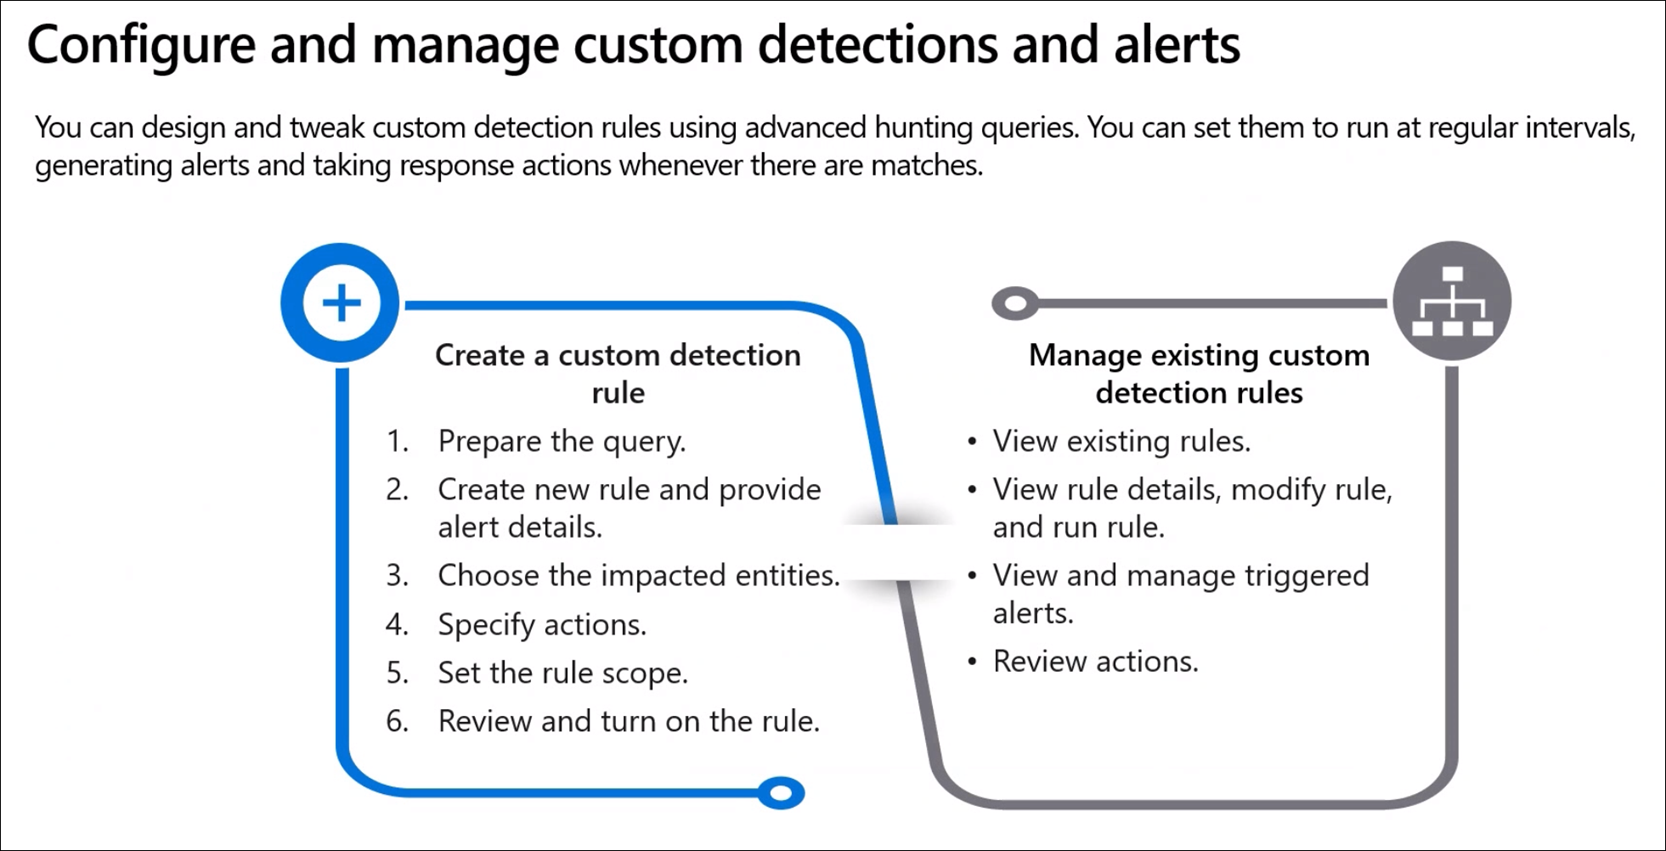 Configure and manage custom detections and alerts
You can design and tweak custom detection rules using advanced hunting queries. You can set them to run at regular intervals,
generating alerts and taking response actions whenever there are matches.
Create a custom detection
rule
1. Prepare the query.
2. Create new rule and provide
alert details.
3. Choose the impacted entities.
4. Specify actions.
5. Set the rule scope.
6. Review and turn on the rule.
Manage existing custom
detection rules
• View existing rules.
• View rule details, modify rule,
and run rule.
• View and manage triggered
alerts.
• Review actions.